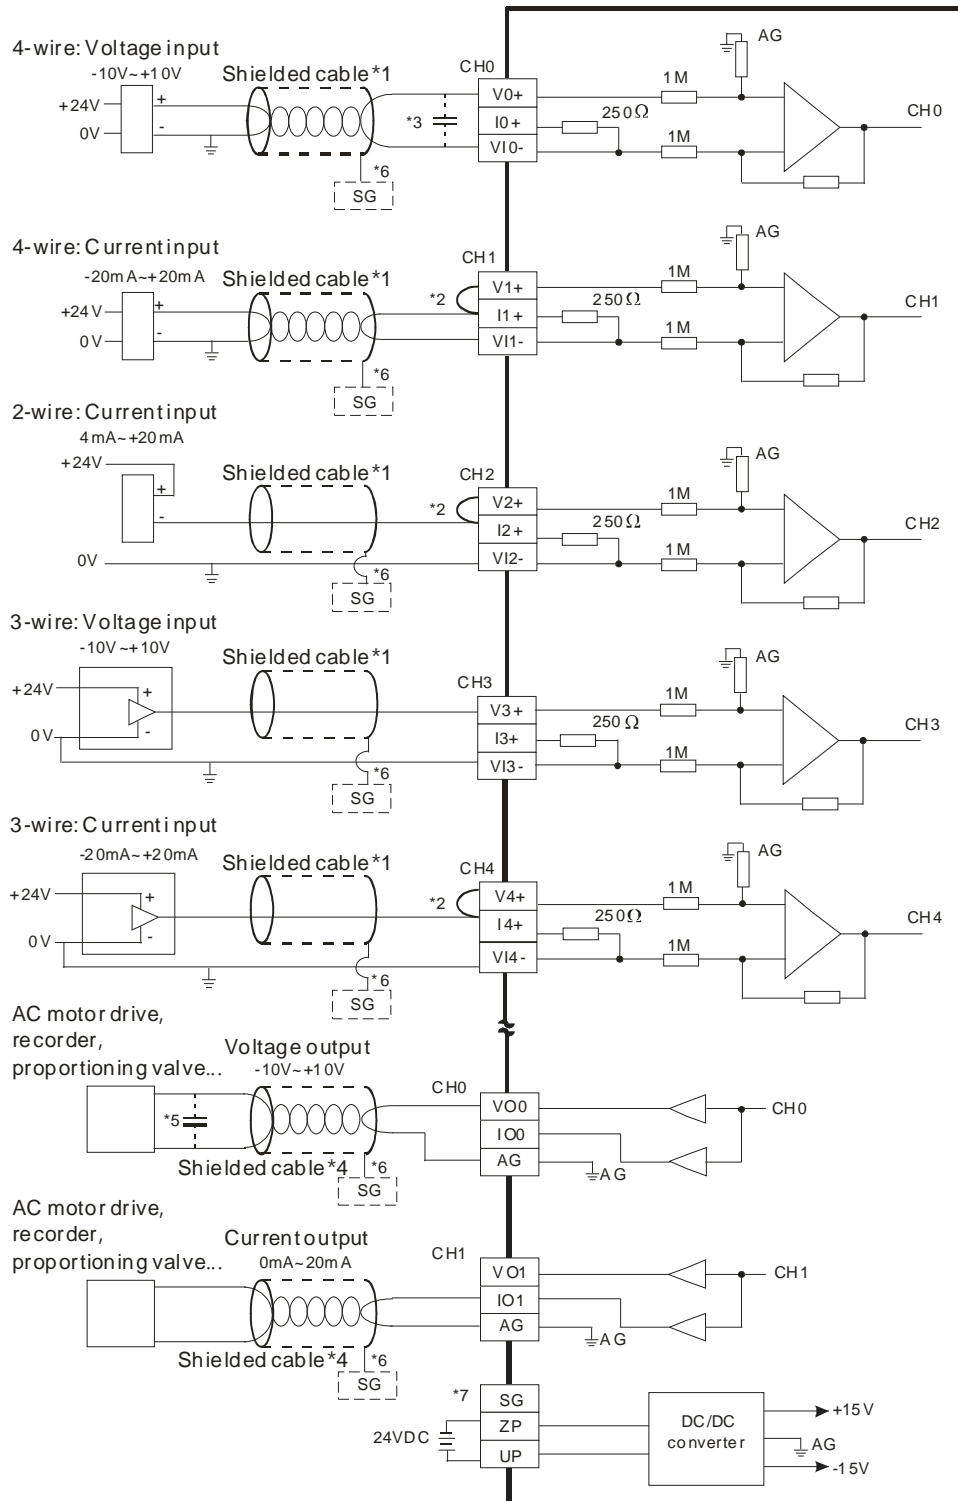 4-wire: Voltage input
-10V~+10V
Shielded cable*1
+24V
0V
+
-
*3
*6
SG
CH0
V0+
I0+
VI0-
250Ω
1M
1M
AG
CH0
4-wire: Current input
-20mA~+20mA
Shielded cable*1
+24V
0V
+
-
*2
*6
SG
CH1
V1+
I1+
VI1-
250Ω
1M
1M
AG
CH1
2-wire: Current input
4mA~+20mA
+24V
Shielded cable*1
+
-
0V
*2
*6
SG
CH2
V2+
I2+
VI2-
250Ω
1M
1M
AG
CH2
3-wire: Voltage input
-10V~+10V
Shielded cable*1
+24V
0V
+
-
*6
SG
CH3
V3+
I3+
VI3-
250Ω
1M
1M
AG
CH3
3-wire: Current input
-20mA~+20mA
Shielded cable*1
+24V
0V
+
-
*2
*6
SG
CH4
V4+
I4+
VI4-
250Ω
1M
1M
AG
CH4
AC motor drive,
recorder,
proportioning valve...
Voltage output
-10V~+10V
*5
Shielded cable*4
*6
SG
CH0
VO0
IO0
AG
AG
CH0
AC motor drive,
recorder,
proportioning valve...
Current output
0mA~20mA
Shielded cable*4
*6
SG
CH1
VO1
IO1
AG
AG
CH1
*7
24VDC
SG
ZP
UP
DC/DC
converter
+15V
AG
-15V